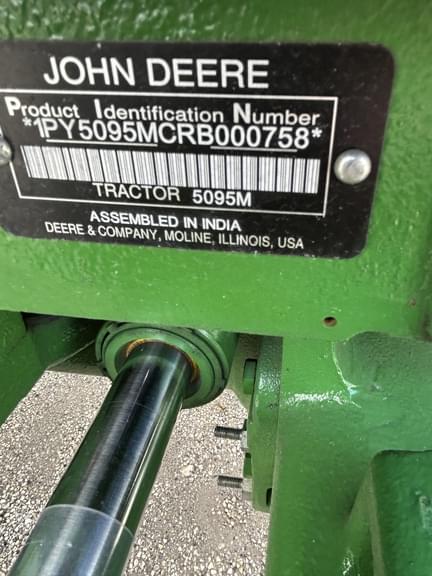 JOHN DEERE
Product Identification Number
*1PY5095MCRB000758*
TRACTOR 5095M
ASSEMBLED IN INDIA
DEERE & COMPANY, MOLINE, ILLINOIS, USA